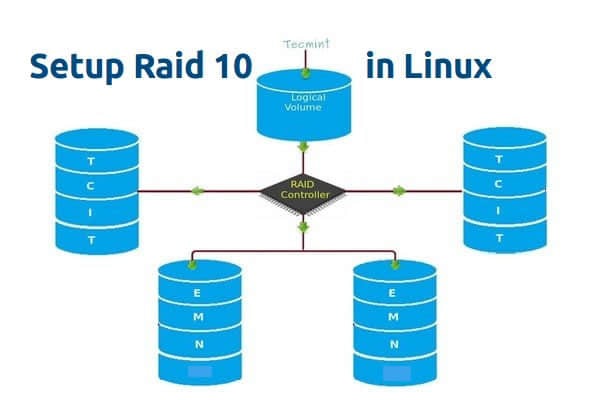 Tecmint
Setup Raid 10 in Linux
Logical
Volume
RAID
Controller
T
C
I
T
T
C
I
T
E
M
N
E
M
N